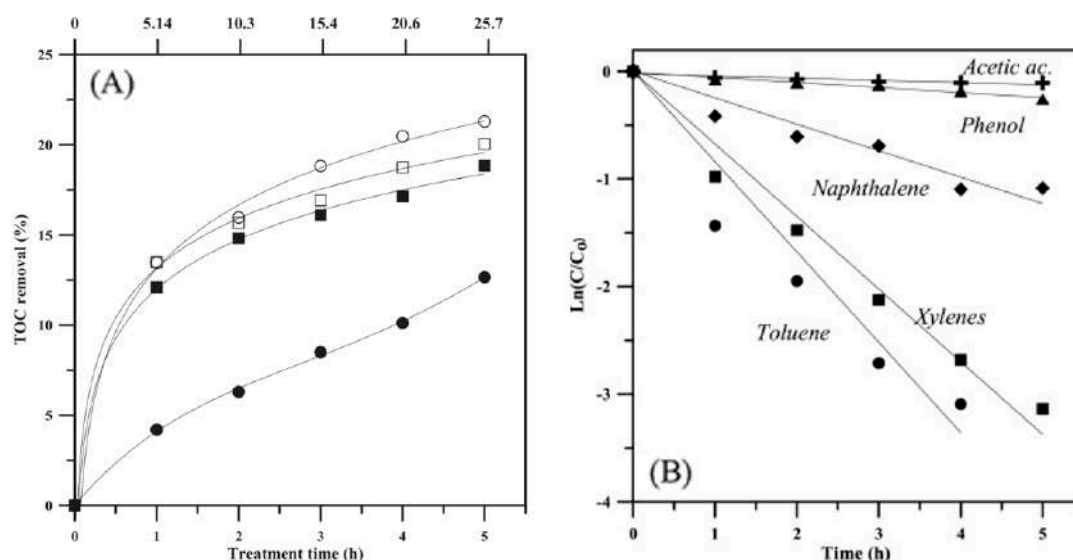 0 5.14 10.3 15.4 20.6 25.7
25
20
15
10
5
0
TOC removal (%)
(A)
0 1 2 3 4 5
Treatment time (h)
0
-1
-2
-3
-4
Ln(C/C₀)
Acetic ac.
Phenol
Naphthalene
Xylenes
Toluene
(B)
0 1 2 3 4 5
Time (h)